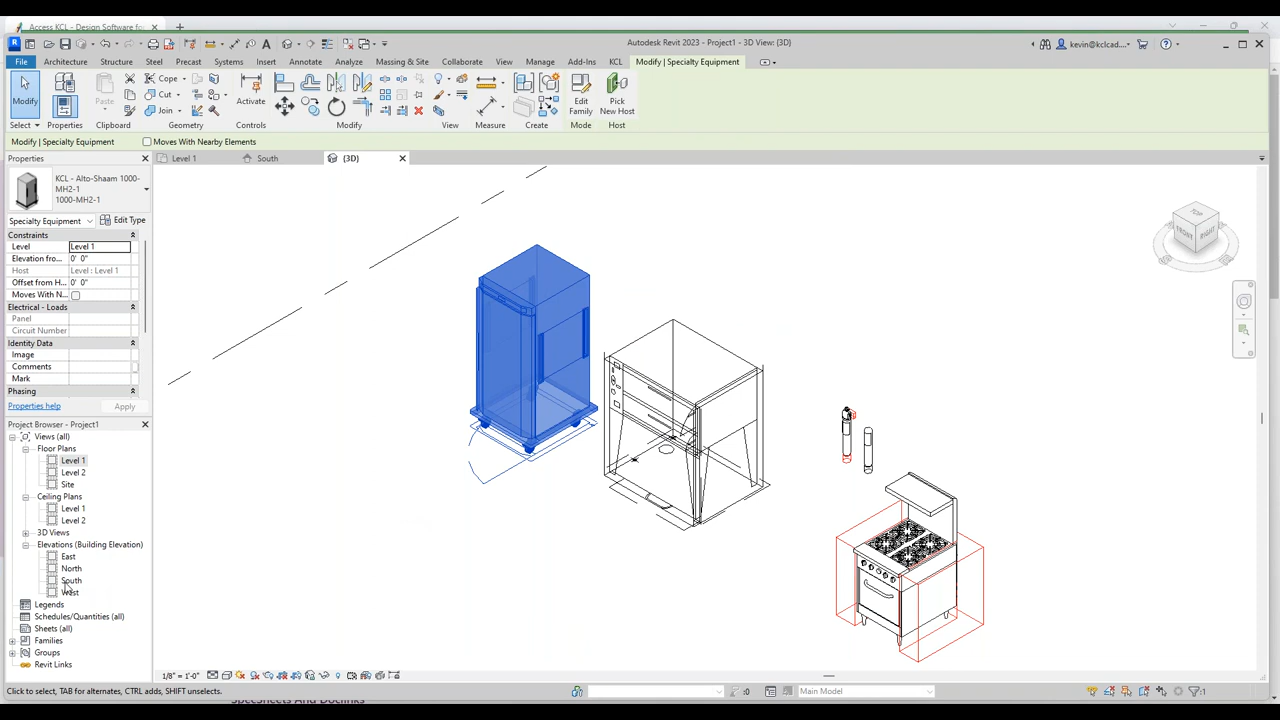 Access KCL - Design Software for
Autodesk Revit 2023 - Project1 - 3D View: {3D}
kevin@kclcad....
File Architecture Structure Steel Precast Systems Insert Annotate Analyze Massing & Site Collaborate View Manage Add-Ins KCL Modify | Specialty Equipment
Modify Paste Cope Cut Join Activate Edit Family Pick New Host
Select Properties Clipboard Geometry Controls Modify View Measure Create Mode Host
Modify | Specialty Equipment Moves With Nearby Elements
Properties
Level 1 South {3D}
KCL - Alto-Shaam 1000-
MH2-1
1000-MH2-1
Specialty Equipment Edit Type
Constraints
Level Level 1
Elevation fro... 0' 0"
Host Level : Level 1
Offset from H... 0' 0"
Moves With N...
Electrical - Loads
Panel
Circuit Number
Identity Data
Image
Comments
Mark
Phasing
Properties help Apply
Project Browser - Project1
Views (all)
Floor Plans
Level 1
Level 2
Site
Ceiling Plans
Level 1
Level 2
3D Views
Elevations (Building Elevation)
East
North
South
West
Legends
Schedules/Quantities (all)
Sheets (all)
Families
Groups
Revit Links
TOP
FRONT RIGHT
1/8" = 1'-0"
Click to select, TAB for alternates, CTRL adds, SHIFT unselects.
:0 Main Model :1
SpecSheets And DocLinks